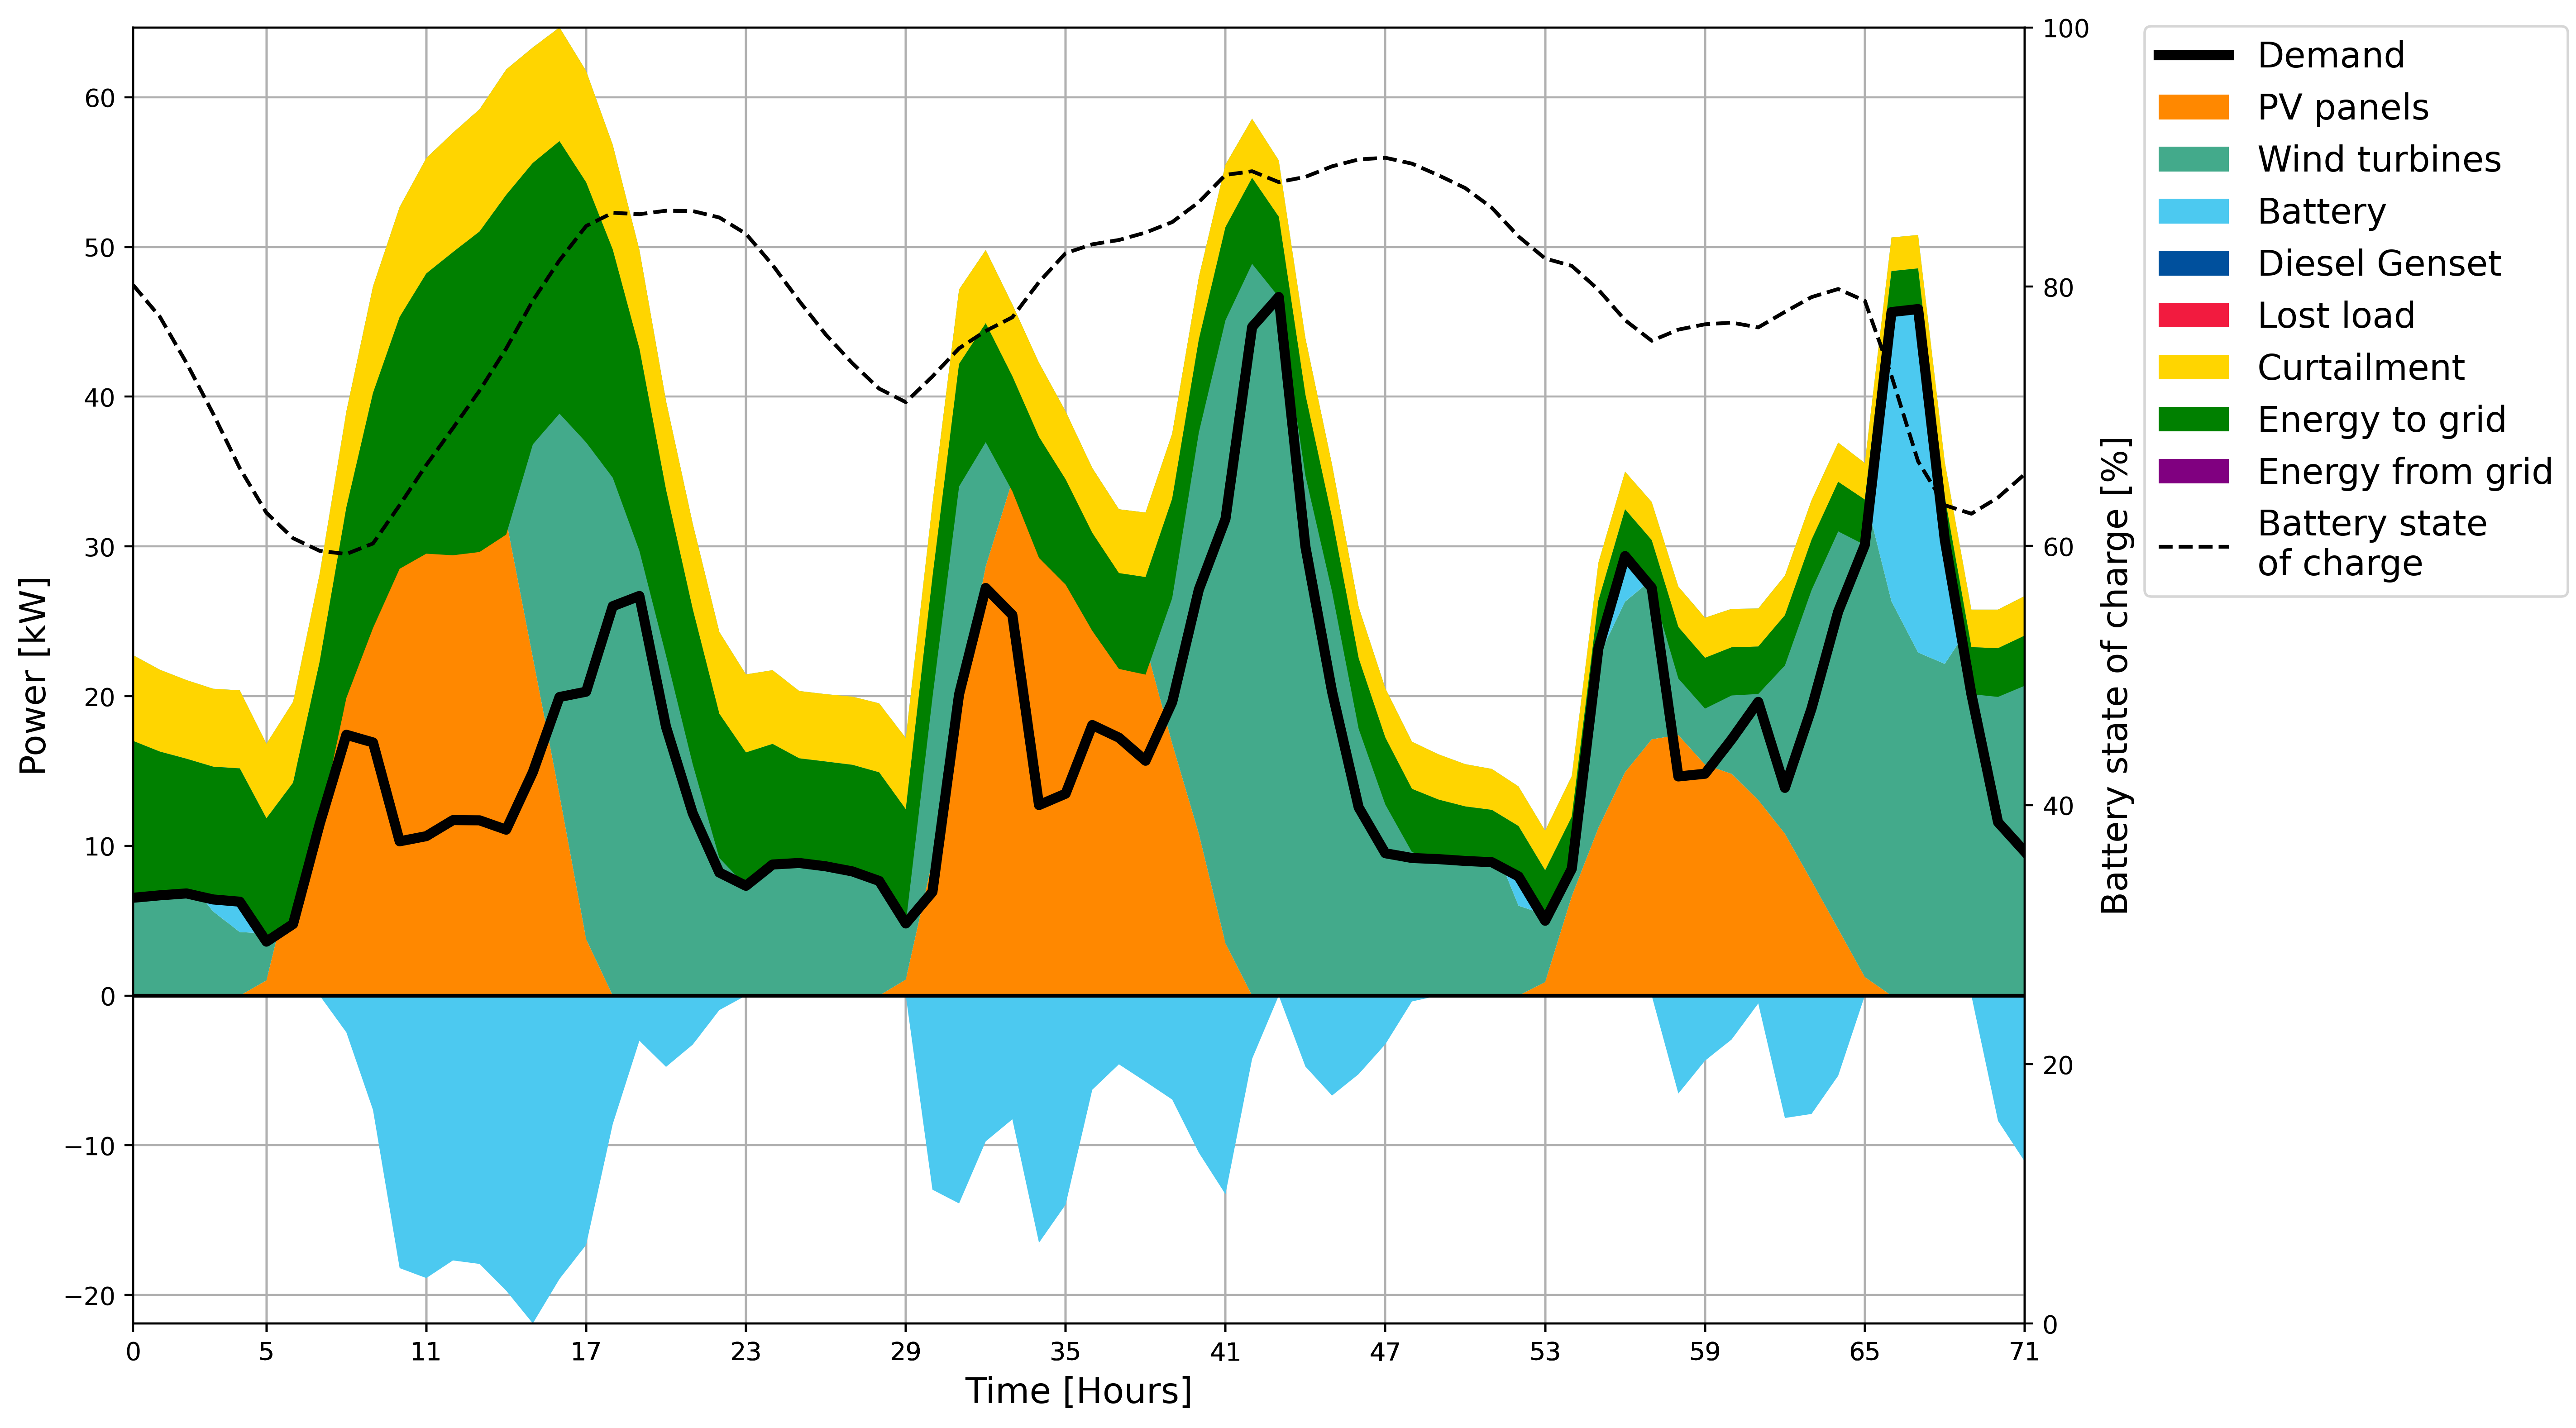 Power [kW]
60
50
40
30
20
10
0
−10
−20
0 5 11 17 23 29 35 41 47 53 59 65 71
Time [Hours]
100
80
60
40
20
0
Battery state of charge [%]
Demand
PV panels
Wind turbines
Battery
Diesel Genset
Lost load
Curtailment
Energy to grid
Energy from grid
Battery state
of charge